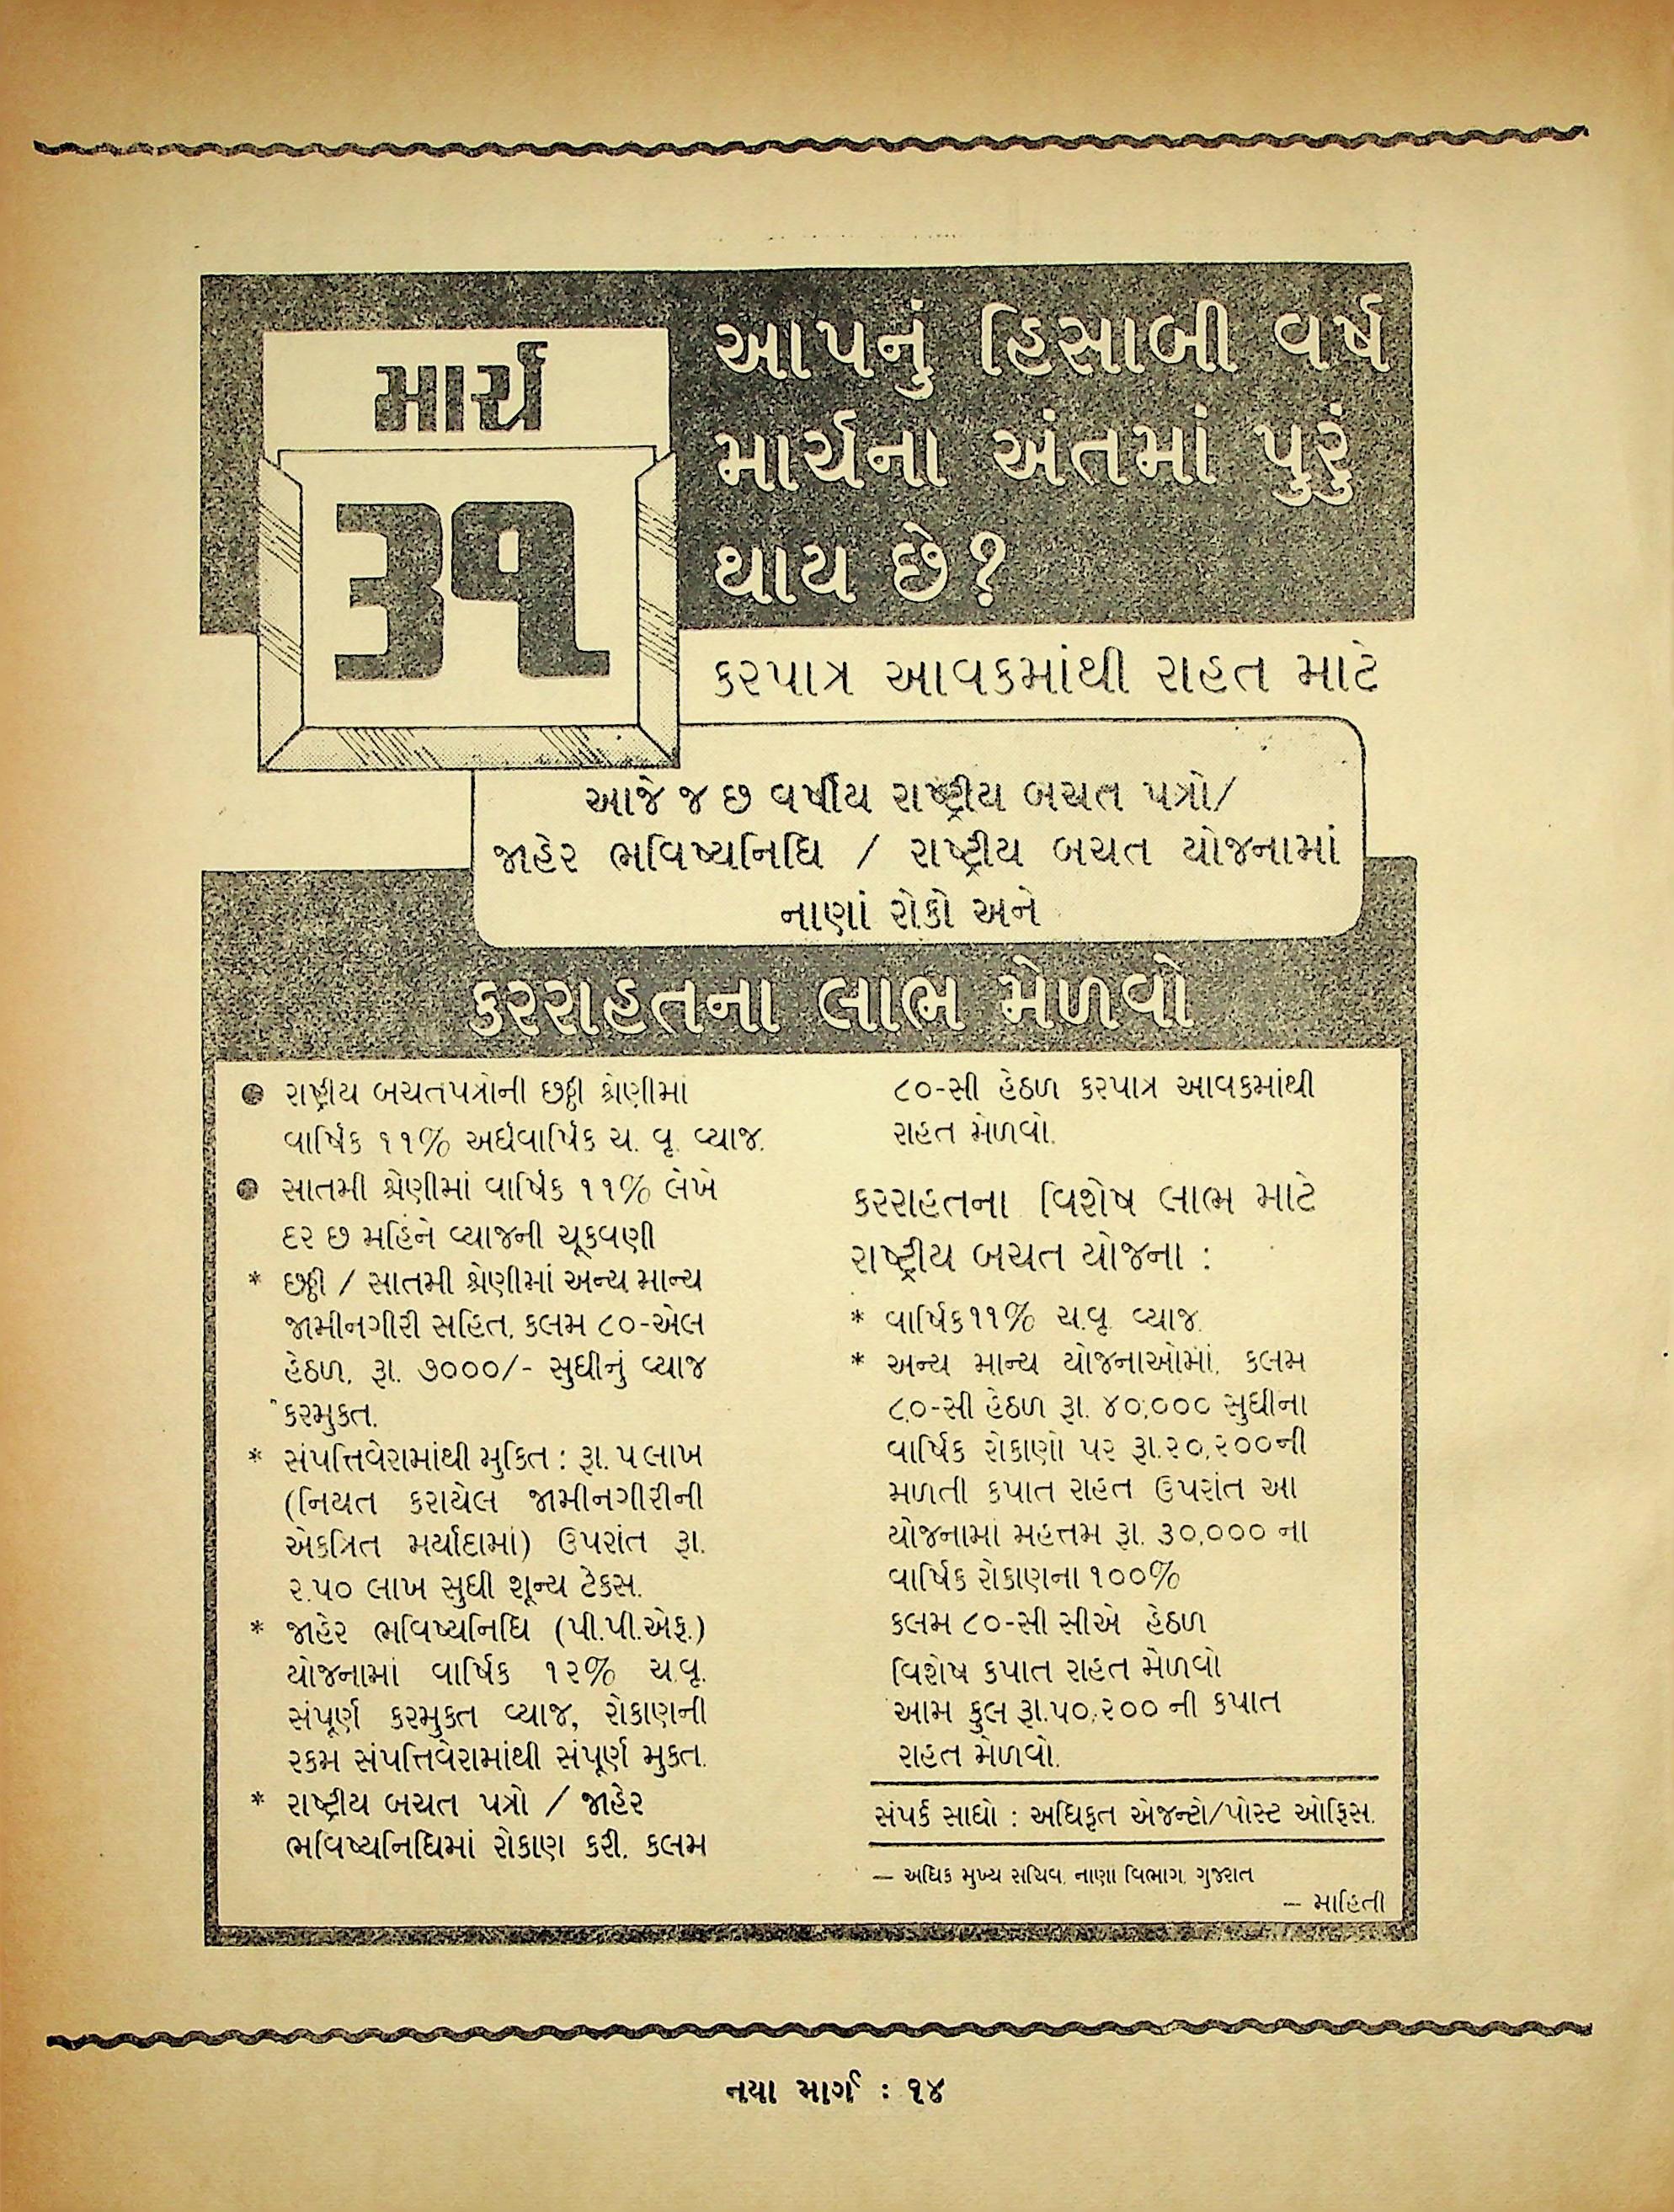 માર્ચ
૩૧
આપનું હિસાબી વર્ષ
માર્ચના અંતમાં પુરું
થાય છે?
કરપાત્ર આવકમાંથી રાહત માટે
આજે જ છ વર્ષીય રાષ્ટ્રીય બચત પત્રો/
જાહેર ભવિષ્યનિધિ / રાષ્ટ્રીય બચત યોજનામાં
નાણાં રોકો અને
કરરાહતના લાભ મેળવો
● રાષ્ટ્રીય બચતપત્રોની છઠ્ઠી શ્રેણીમાં
વાર્ષિક ૧૧% અર્ધવાર્ષિક ચ. વૃ. વ્યાજ.
● સાતમી શ્રેણીમાં વાર્ષિક ૧૧% લેખે
દર છ મહિને વ્યાજની ચૂકવણી
* છઠ્ઠી / સાતમી શ્રેણીમાં અન્ય માન્ય
જામીનગીરી સહિત, કલમ ૮૦-એલ
હેઠળ, રૂા. ૭૦૦૦/- સુધીનું વ્યાજ
કરમુકત.
* સંપત્તિવેરામાંથી મુકિત : રૂા. ૫ લાખ
(નિયત કરાયેલ જામીનગીરીની
એકત્રિત મર્યાદામાં) ઉપરાંત રૂા.
૨.૫૦ લાખ સુધી શૂન્ય ટેકસ.
* જાહેર ભવિષ્યનિધિ (પી.પી.એફ.)
યોજનામાં વાર્ષિક ૧૨% ચ.વૃ.
સંપૂર્ણ કરમુકત વ્યાજ, રોકાણની
રકમ સંપત્તિવેરામાંથી સંપૂર્ણ મુકત.
* રાષ્ટ્રીય બચત પત્રો / જાહેર
ભવિષ્યનિધિમાં રોકાણ કરી, કલમ
૮૦-સી હેઠળ કરપાત્ર આવકમાંથી
રાહત મેળવો.
કરરાહતના વિશેષ લાભ માટે
રાષ્ટ્રીય બચત યોજના :
* વાર્ષિક ૧૧% ચ.વૃ. વ્યાજ.
* અન્ય માન્ય યોજનાઓમાં, કલમ
૮૦-સી હેઠળ રૂા. ૪૦,૦૦૦ સુધીના
વાર્ષિક રોકાણો પર રૂા.૨૦,૨૦૦ની
મળતી કપાત રાહત ઉપરાંત આ
યોજનામાં મહત્તમ રૂા. ૩૦,૦૦૦ ના
વાર્ષિક રોકાણના ૧૦૦%
કલમ ૮૦-સી સીએ હેઠળ
વિશેષ કપાત રાહત મેળવો
આમ કુલ રૂા.૫૦,૨૦૦ ની કપાત
રાહત મેળવો.
સંપર્ક સાધો : અધિકૃત એજન્ટો/પોસ્ટ ઓફિસ.
— અધિક મુખ્ય સચિવ, નાણા વિભાગ, ગુજરાત
— માહિતી
નયા માર્ગ : ૧૪